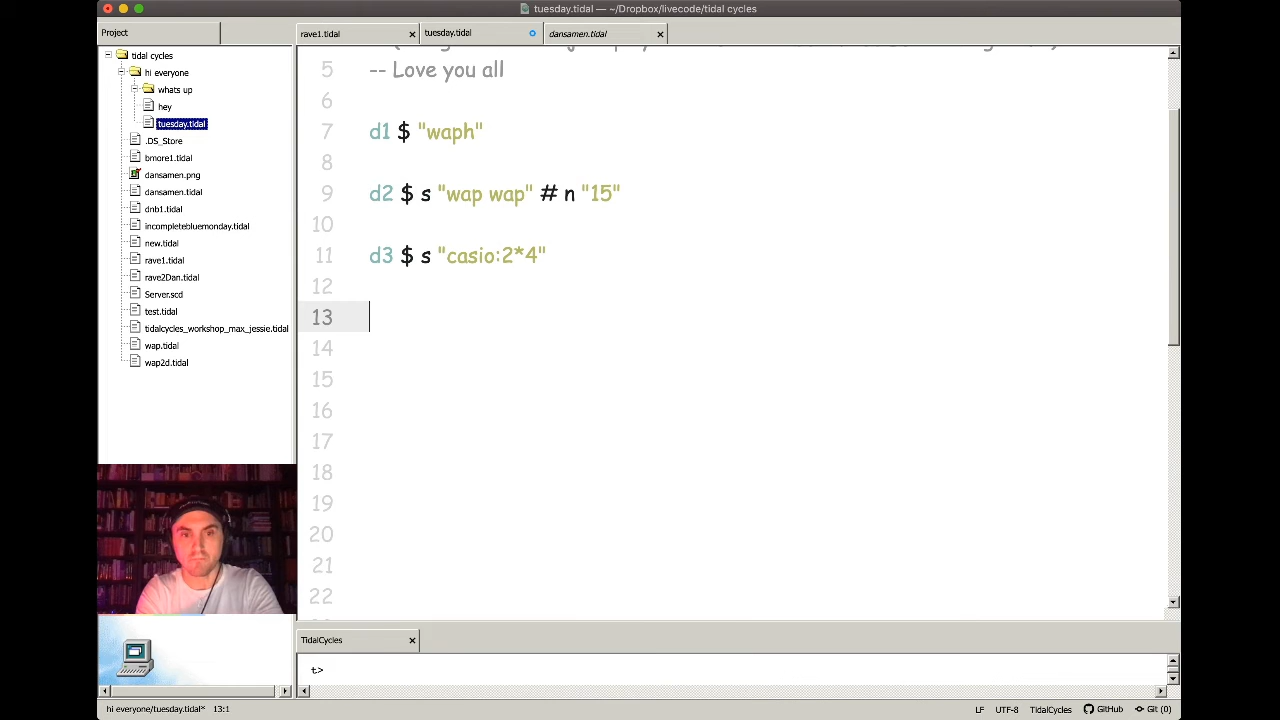 tuesday.tidal — ~/Dropbox/livecode/tidal cycles
Project
rave1.tidal
tuesday.tidal
dansamen.tidal
tidal cycles
hi everyone
whats up
hey
tuesday.tidal
.DS_Store
bmore1.tidal
dansamen.png
dansamen.tidal
dnb1.tidal
incompletebluemonday.tidal
new.tidal
rave1.tidal
rave2Dan.tidal
Server.scd
test.tidal
tidalcycles_workshop_max_jessie.tidal
wap.tidal
wap2d.tidal
5 -- Love you all
6
7 d1 $ "waph"
8
9 d2 $ s "wap wap" # n "15"
10
11 d3 $ s "casio:2*4"
12
13
14
15
16
17
18
19
20
21
22
TidalCycles
t>
hi everyone/tuesday.tidal* 13:1
LF UTF-8 TidalCycles GitHub Git (0)